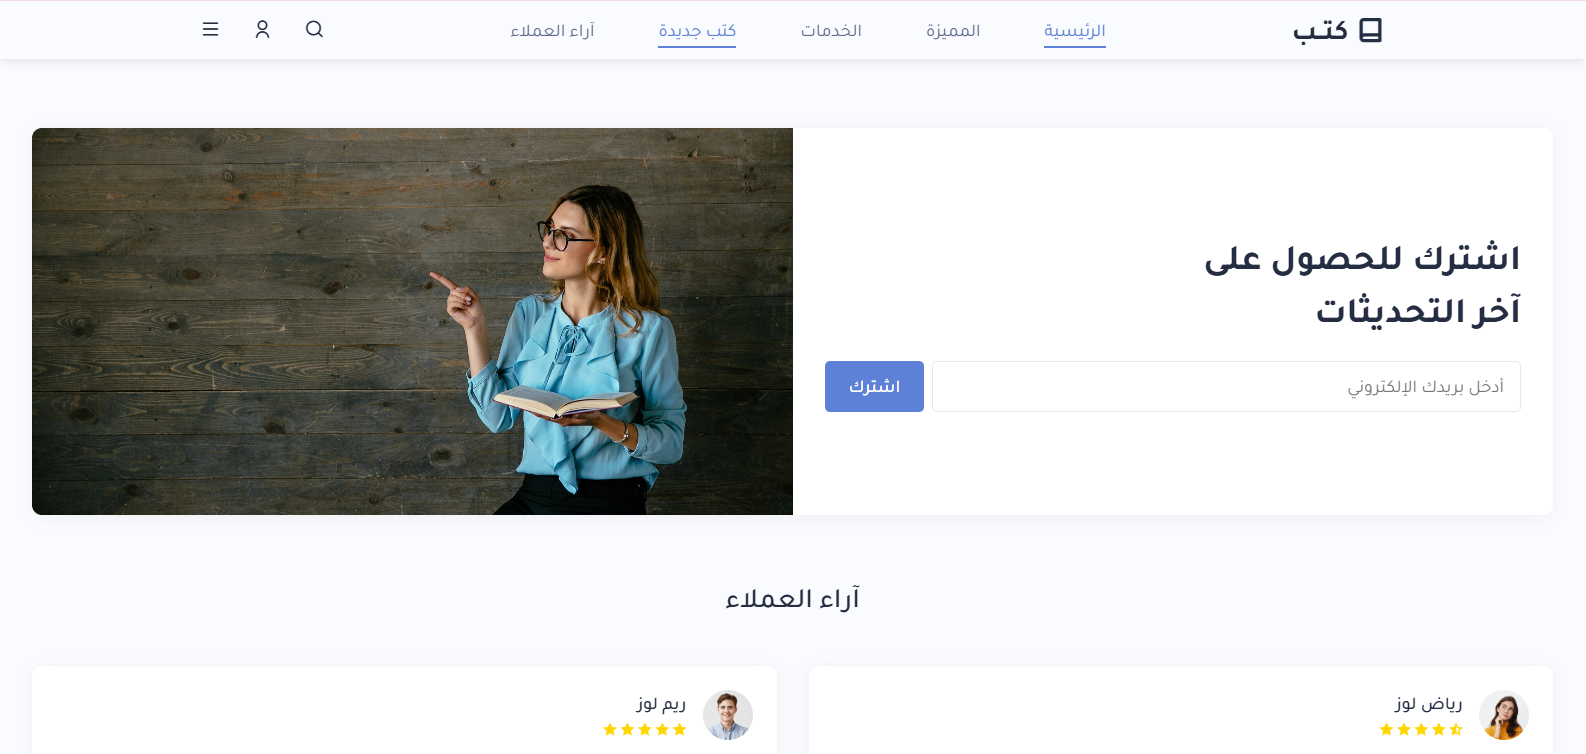 كتـب
الرئيسية
المميزة
الخدمات
كتب جديدة
آراء العملاء
اشترك للحصول على
آخر التحديثات
أدخل بريدك الإلكتروني
اشترك
آراء العملاء
رياض لوز
ريم لوز